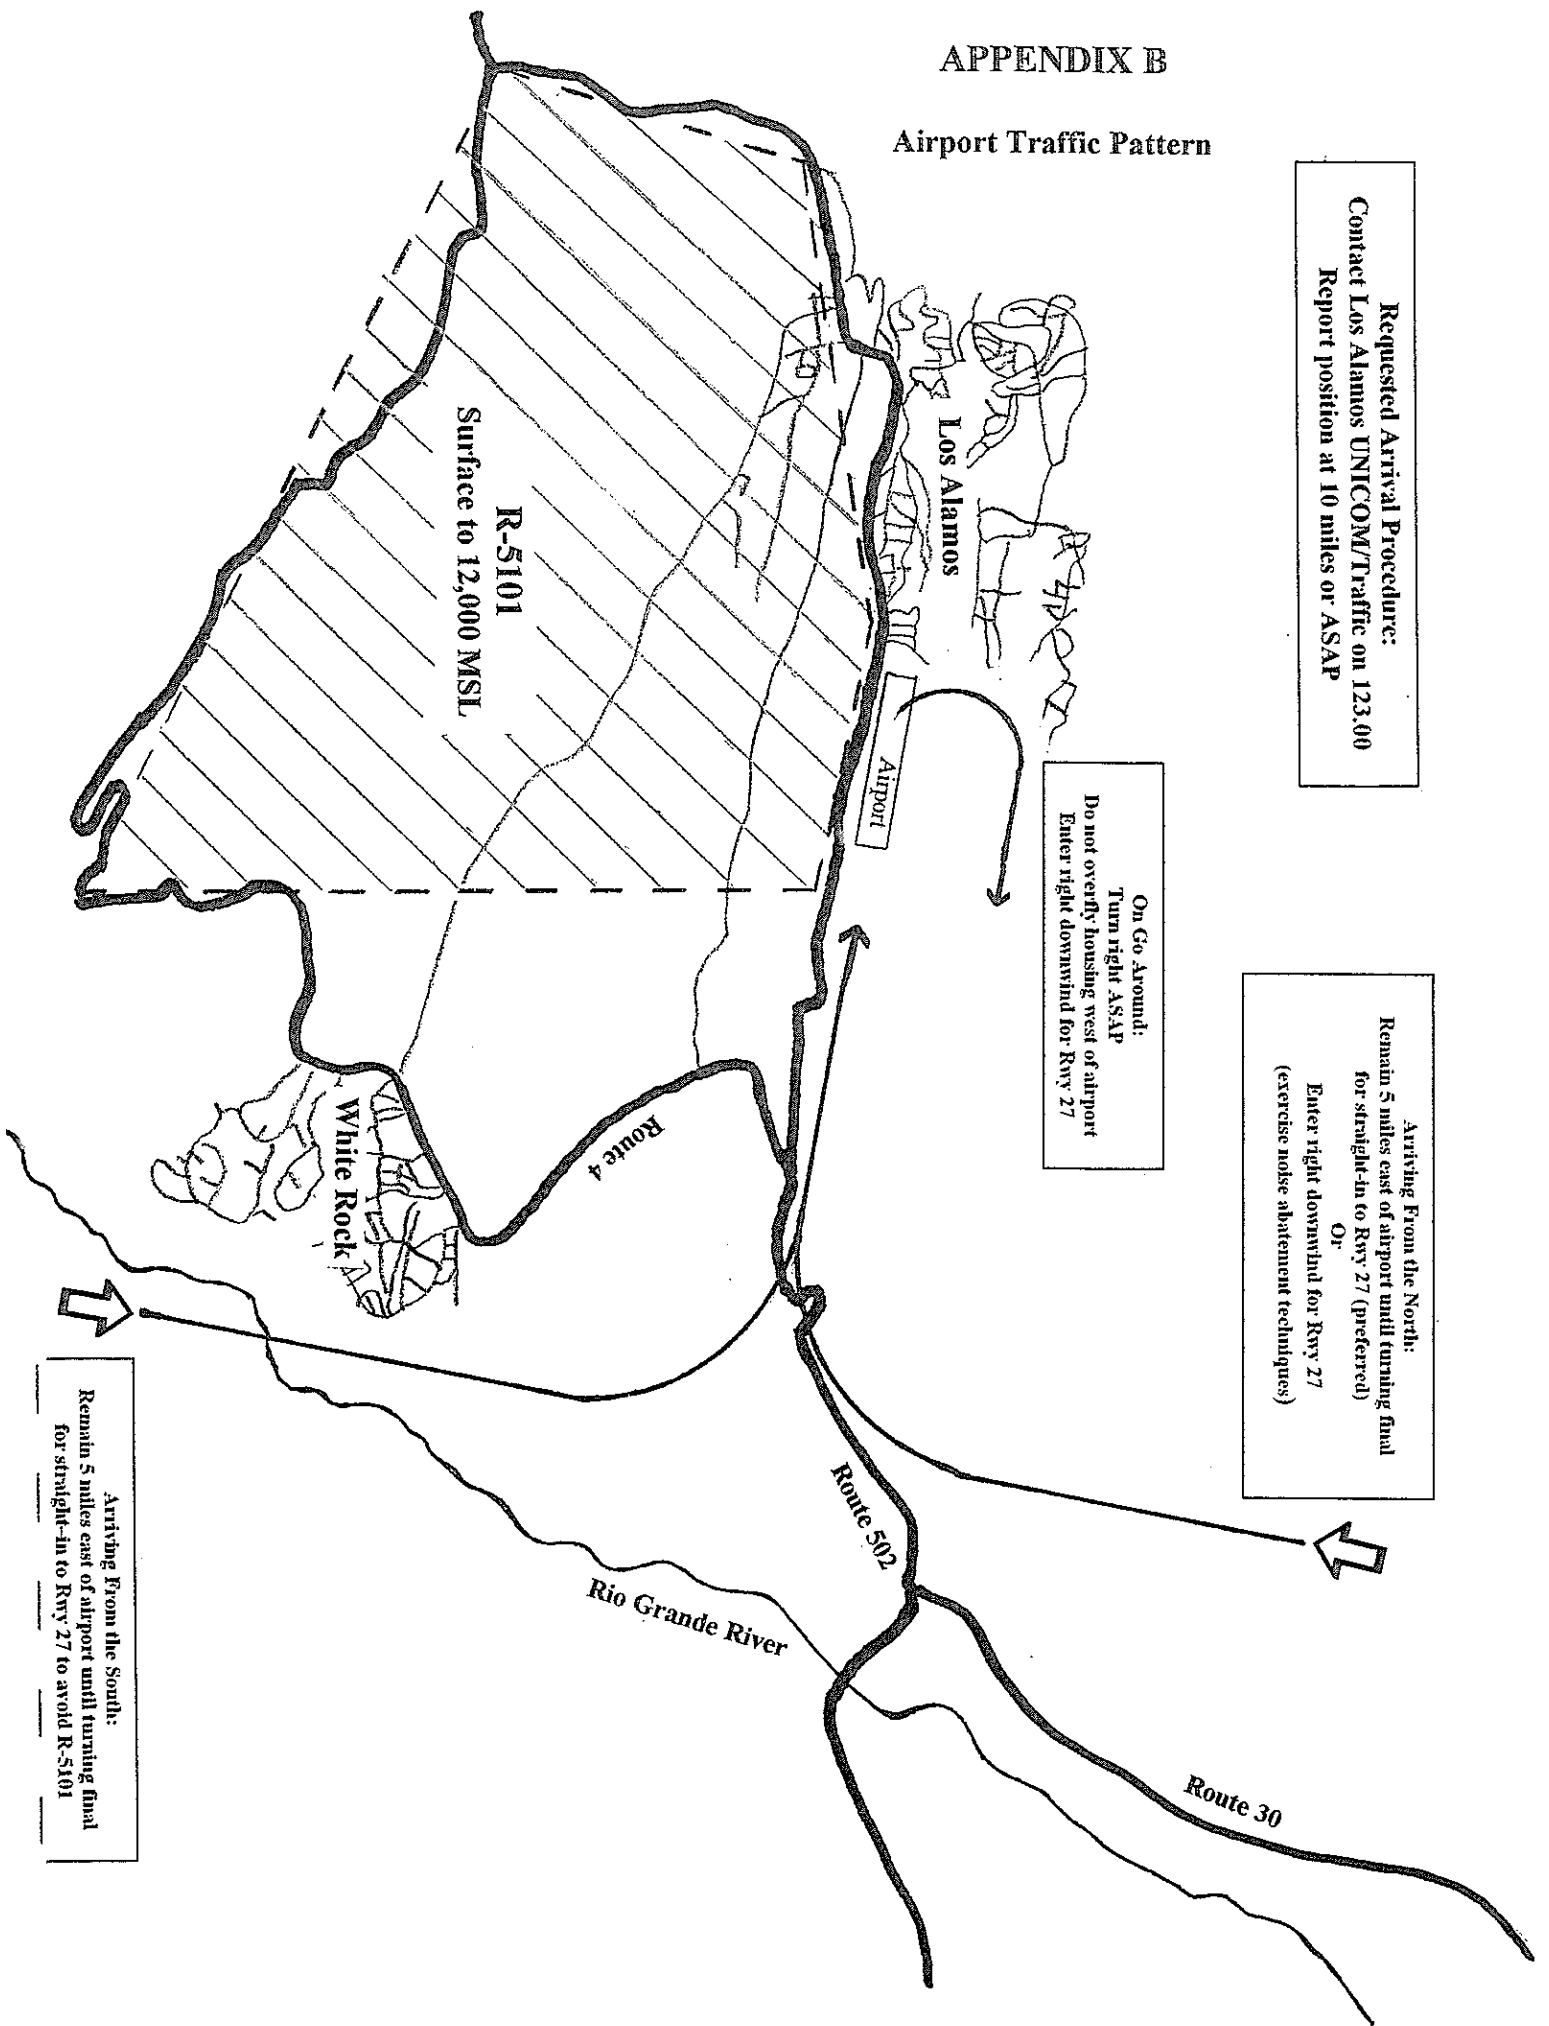 APPENDIX B
Airport Traffic Pattern
Requested Arrival Procedure:
Contact Los Alamos UNICOM/Traffic on 123.00
Report position at 10 miles or ASAP
Arriving From the North:
Remain 5 miles east of airport until turning final
for straight-in to Rwy 27 (preferred)
Or
Enter right downwind for Rwy 27
(exercise noise abatement techniques)
On Go Around:
Do not overfly housing west of airport
Turn right ASAP
Enter right downwind for Rwy 27
Los Alamos
Airport
R-5101
Surface to 12,000 MSL
Route 4
White Rock
Route 502
Rio Grande River
Route 30
Arriving From the South:
Remain 5 miles east of airport until turning final
for straight-in to Rwy 27 to avoid R-5101